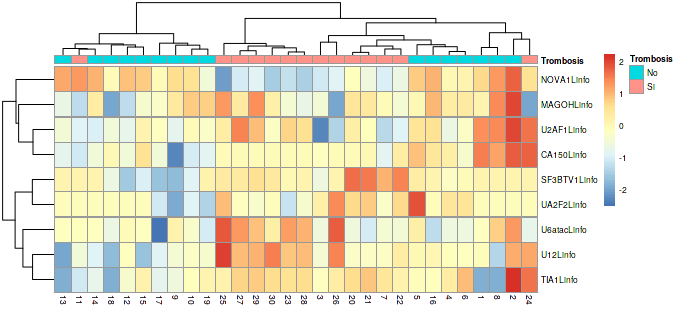 Trombosis
Trombosis
No
SI
2
1
0
-1
-2
NOVA1Linfo
MAGOHLinfo
U2AF1Linfo
CA150Linfo
SF3BTV1Linfo
UA2F2Linfo
U6atacLinfo
U12Linfo
TIA1Linfo
13 11 14 18 12 15 17 9 10 19 25 27 29 30 23 28 3 26 20 21 7 22 5 16 4 6 1 8 2 24